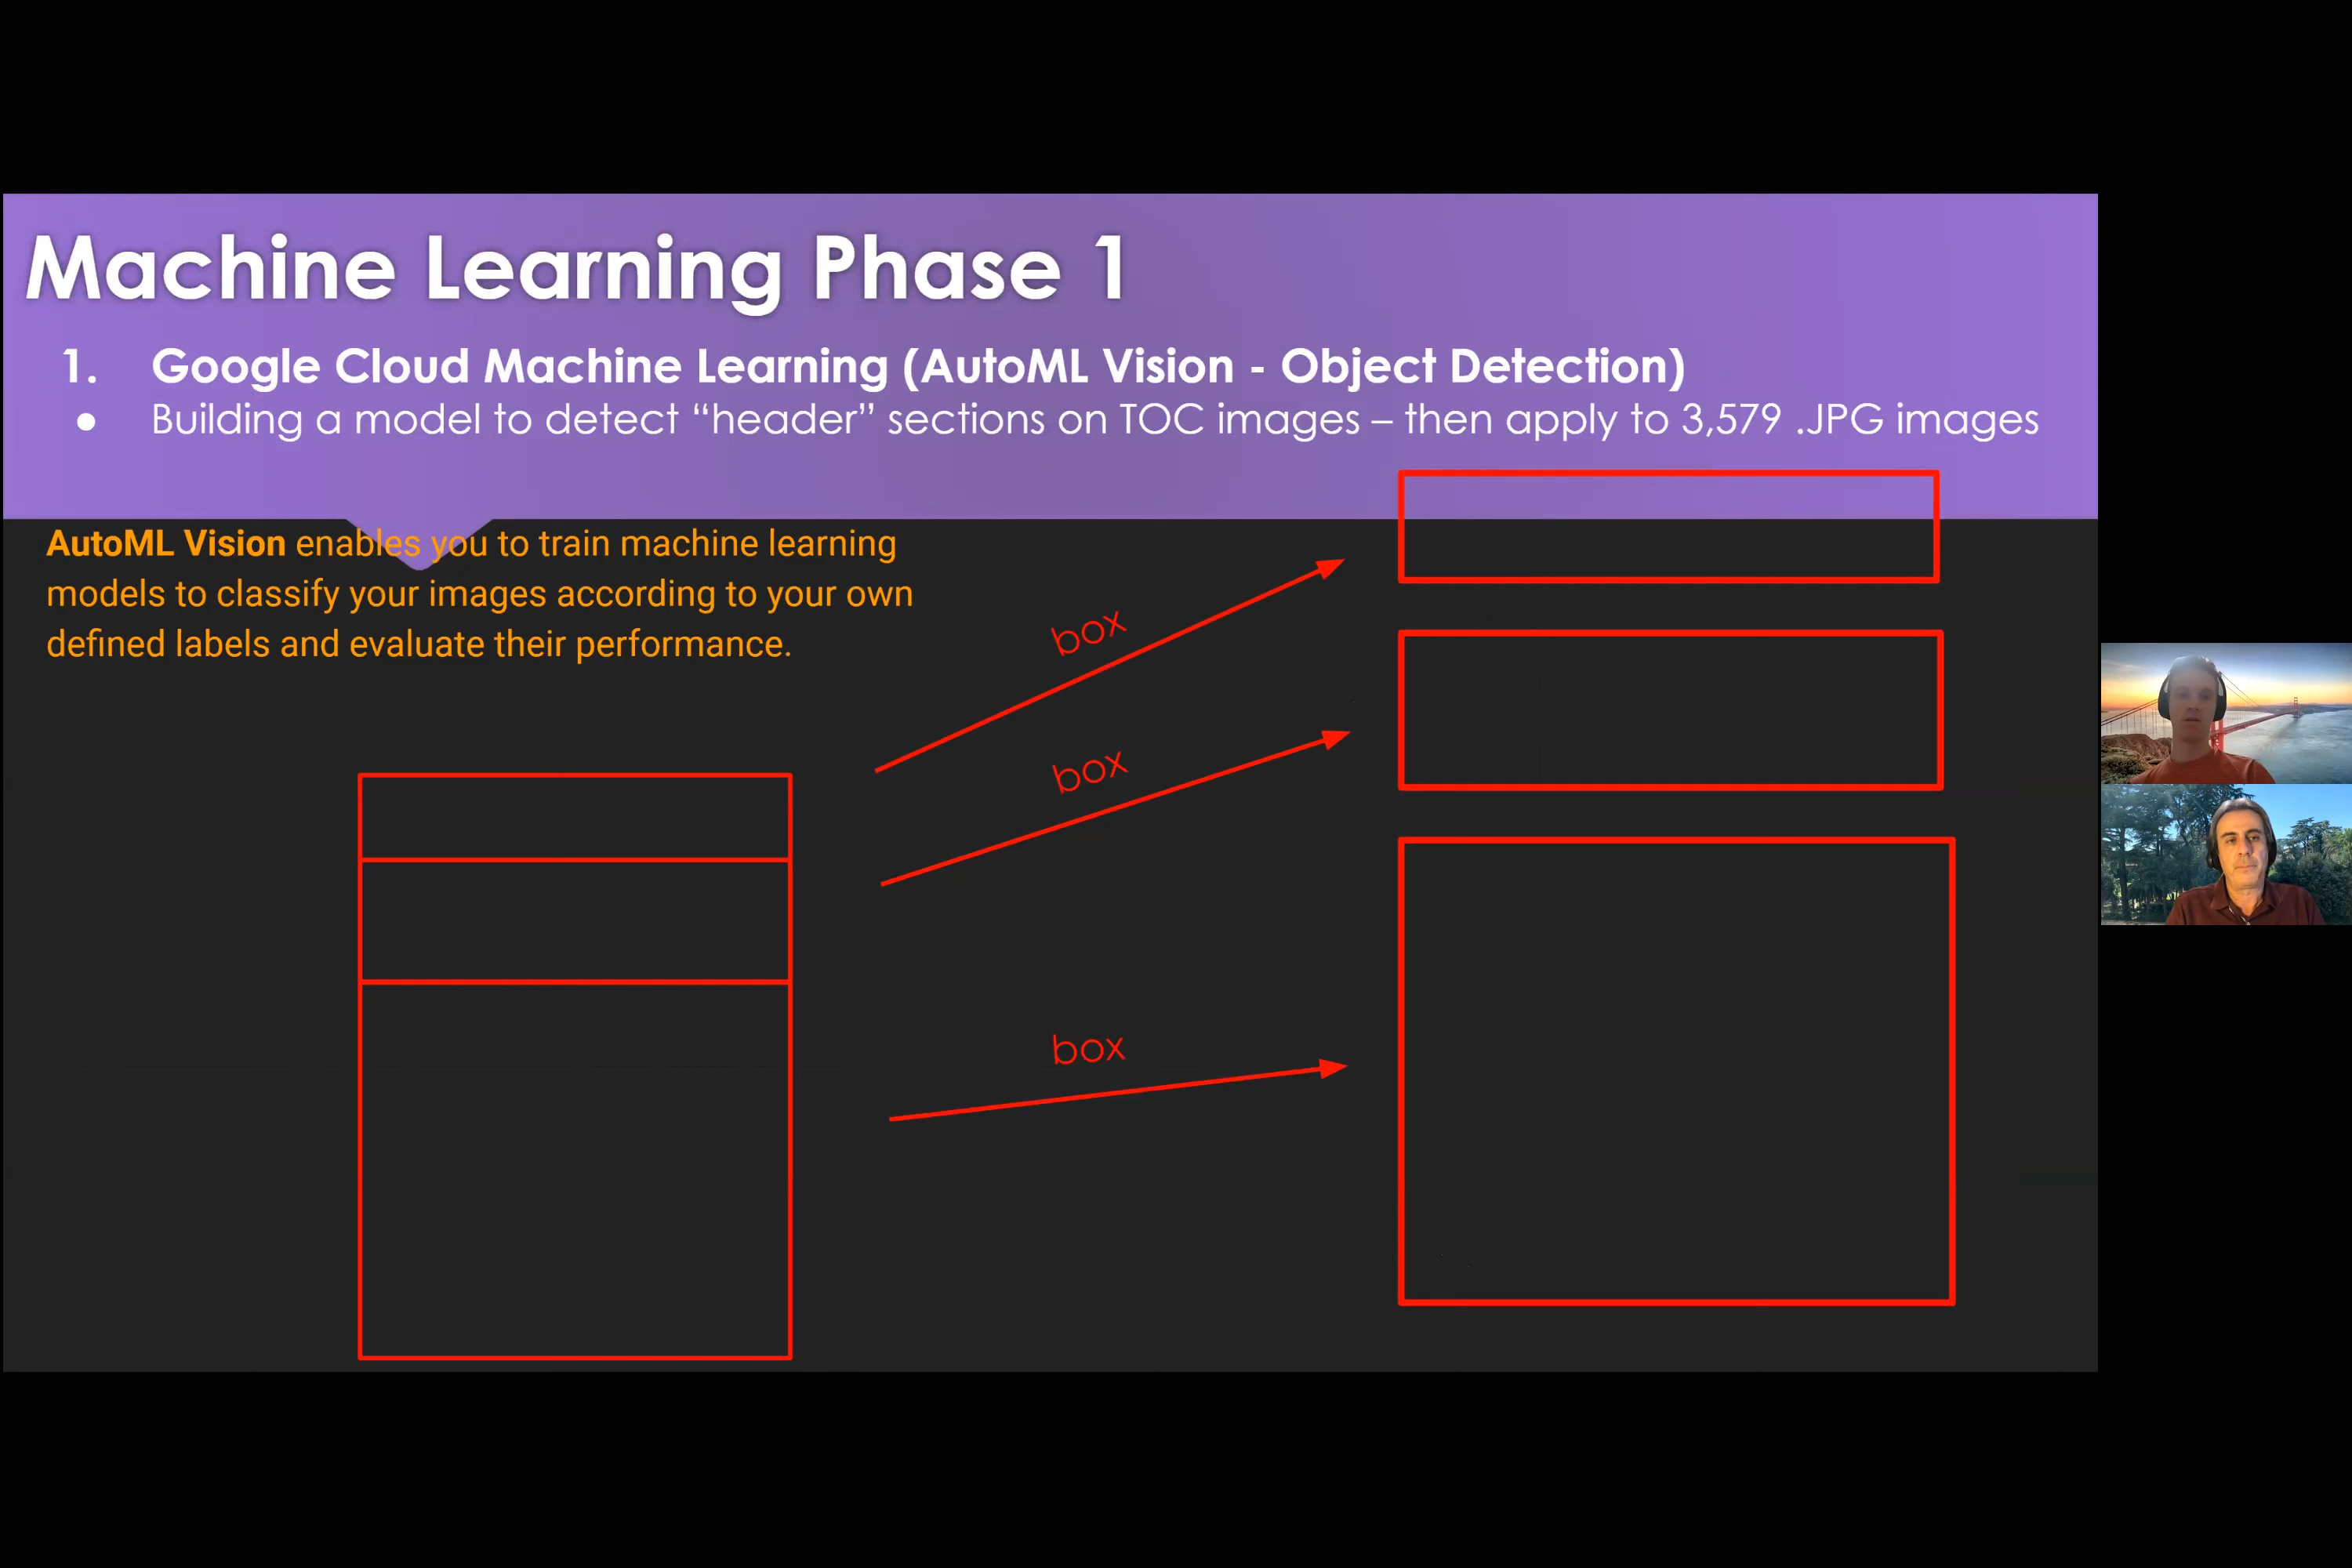 Machine Learning Phase 1
1. Google Cloud Machine Learning (AutoML Vision - Object Detection)
● Building a model to detect “header” sections on TOC images – then apply to 3,579 .JPG images
AutoML Vision enables you to train machine learning
models to classify your images according to your own
defined labels and evaluate their performance.
box
box
box